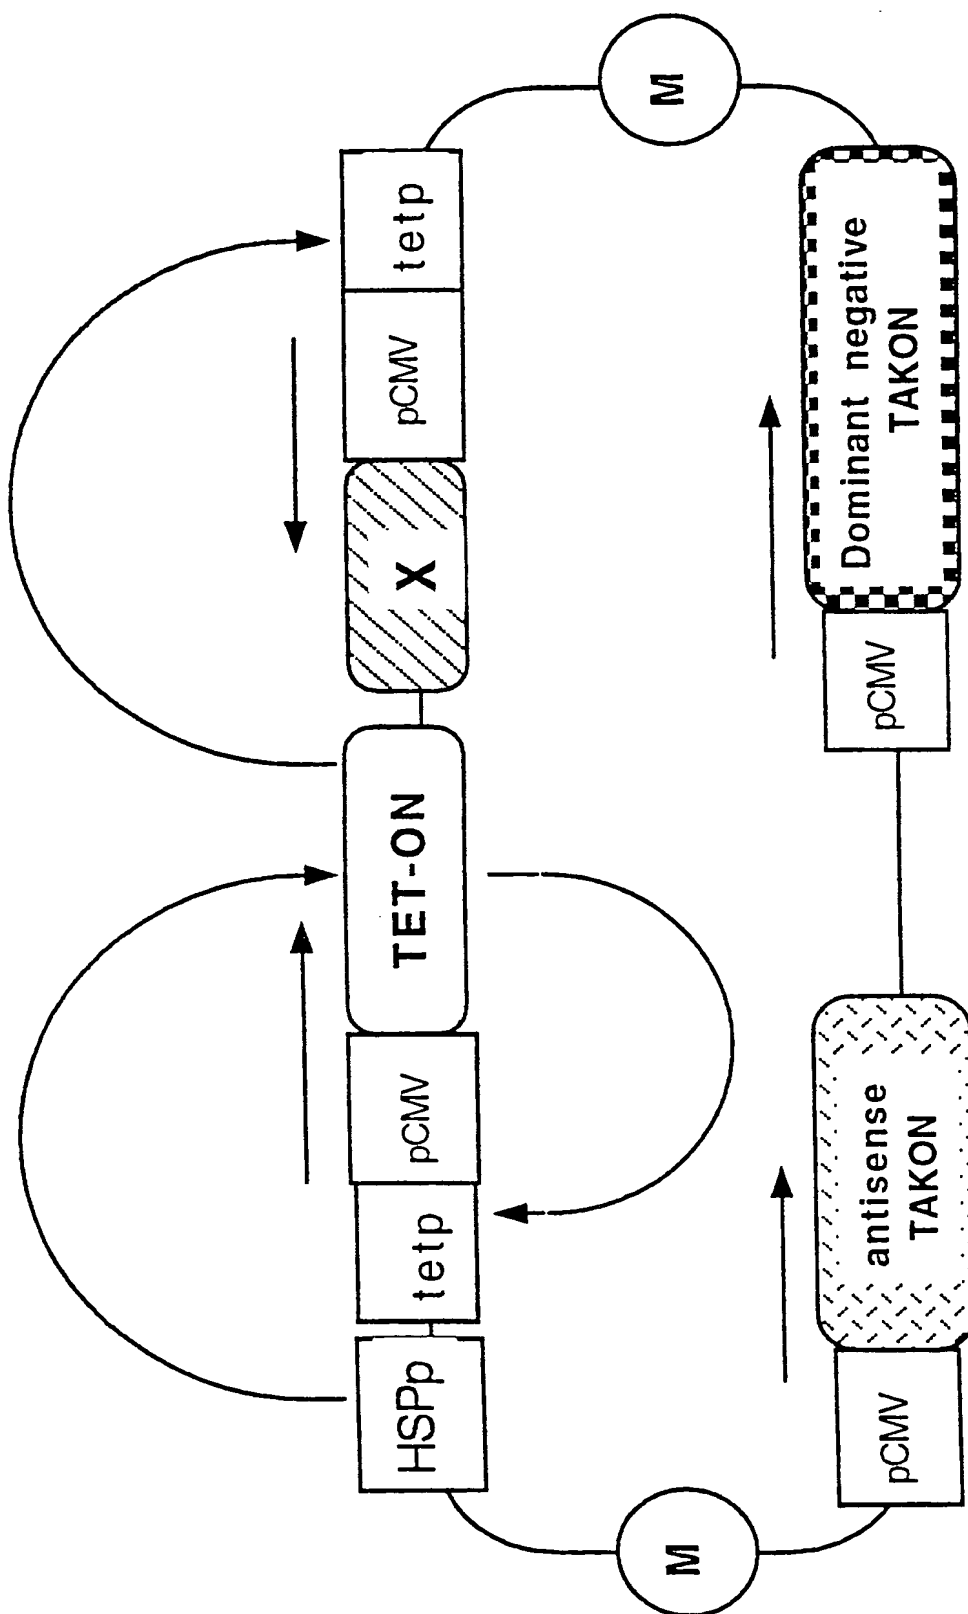 HSPp
tetp
pCMV
TET-ON
X
pCMV
tetp
M
M
pCMV
antisense
TAKON
pCMV
Dominant negative
TAKON